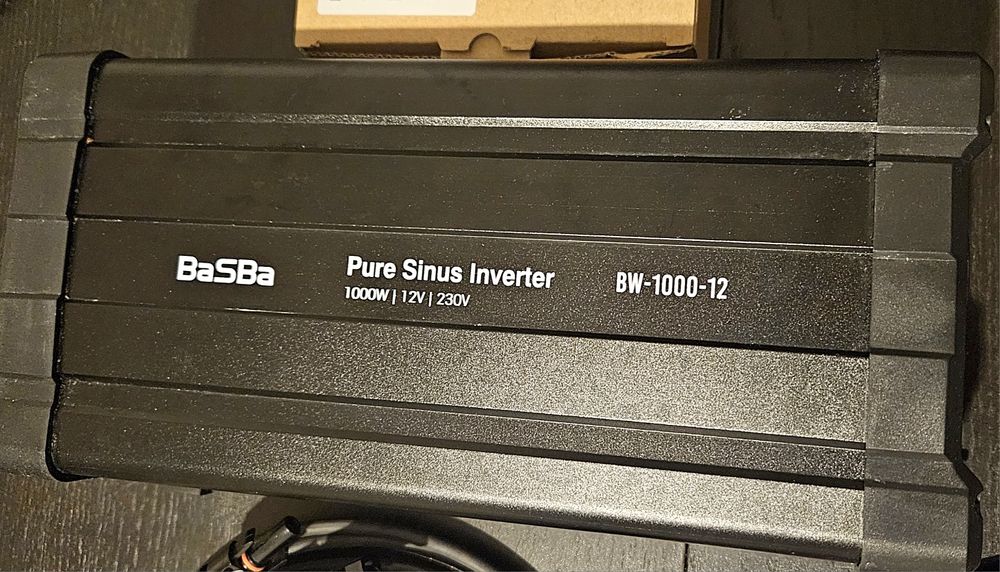 BaSBa
Pure Sinus Inverter
1000W | 12V | 230V
BW-1000-12